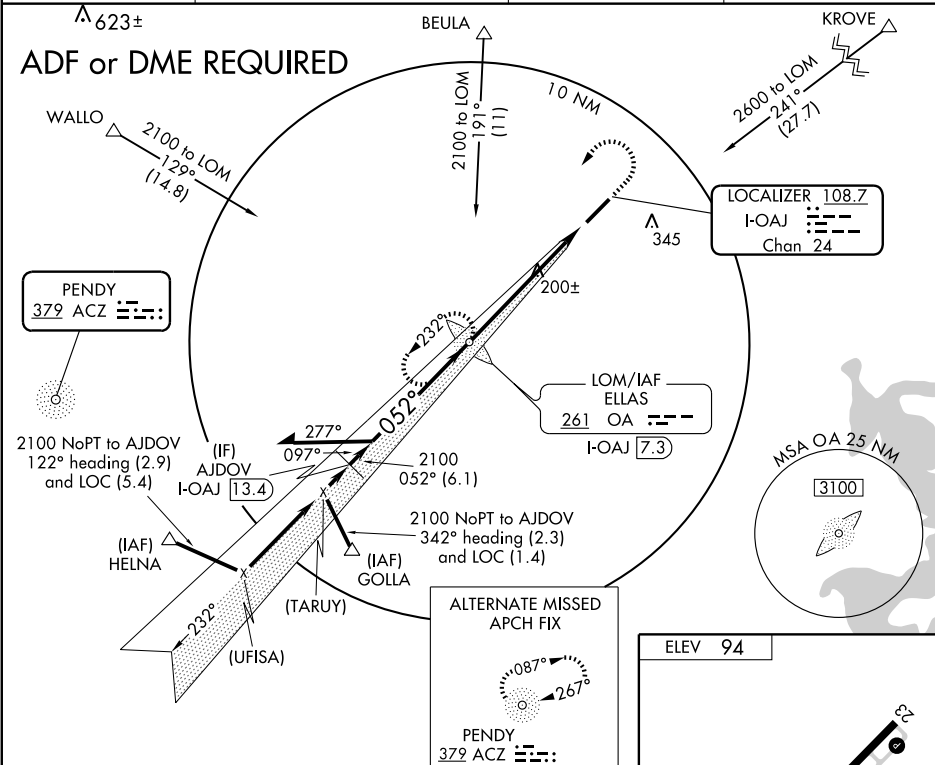 623±
ADF or DME REQUIRED
BEULA
KROVE
WALLO
2100 to LOM
129°
(14.8)
2100 to LOM
191°
(11)
10 NM
2600 to LOM
241°
(27.7)
LOCALIZER 108.7
I-OAJ
Chan 24
345
200±
PENDY
379 ACZ
232°
052°
LOM/IAF
ELLAS
261 OA
I-OAJ 7.3
277°
097°
2100
052° (6.1)
2100 NoPT to AJDOV
122° heading (2.9)
and LOC (5.4)
(IF)
AJDOV
I-OAJ 13.4
MSA OA 25 NM
3100
2100 NoPT to AJDOV
342° heading (2.3)
and LOC (1.4)
(IAF)
HELNA
(IAF)
GOLLA
(TARUY)
232°
(UFISA)
ALTERNATE MISSED
APCH FIX
087°
267°
PENDY
379 ACZ
ELEV 94
23
P